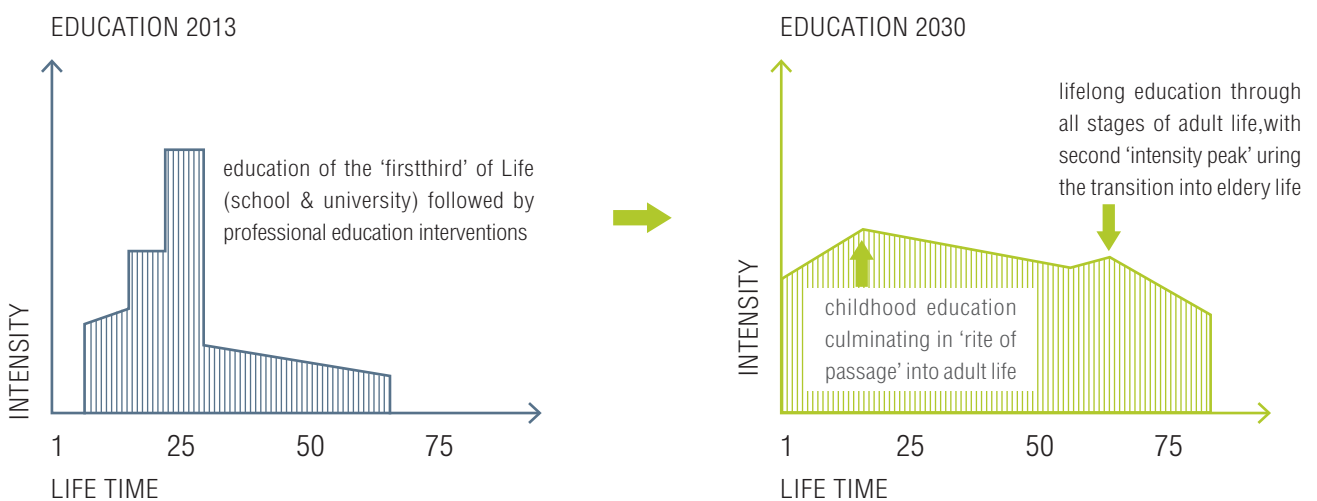 EDUCATION 2013
INTENSITY
education of the ‘firstthird’ of Life
(school & university) followed by
professional education interventions
1 25 50 75
LIFE TIME
EDUCATION 2030
INTENSITY
lifelong education through
all stages of adult life,with
second ‘intensity peak’ uring
the transition into eldery life
childhood education
culminating in ‘rite of
passage’ into adult life
1 25 50 75
LIFE TIME